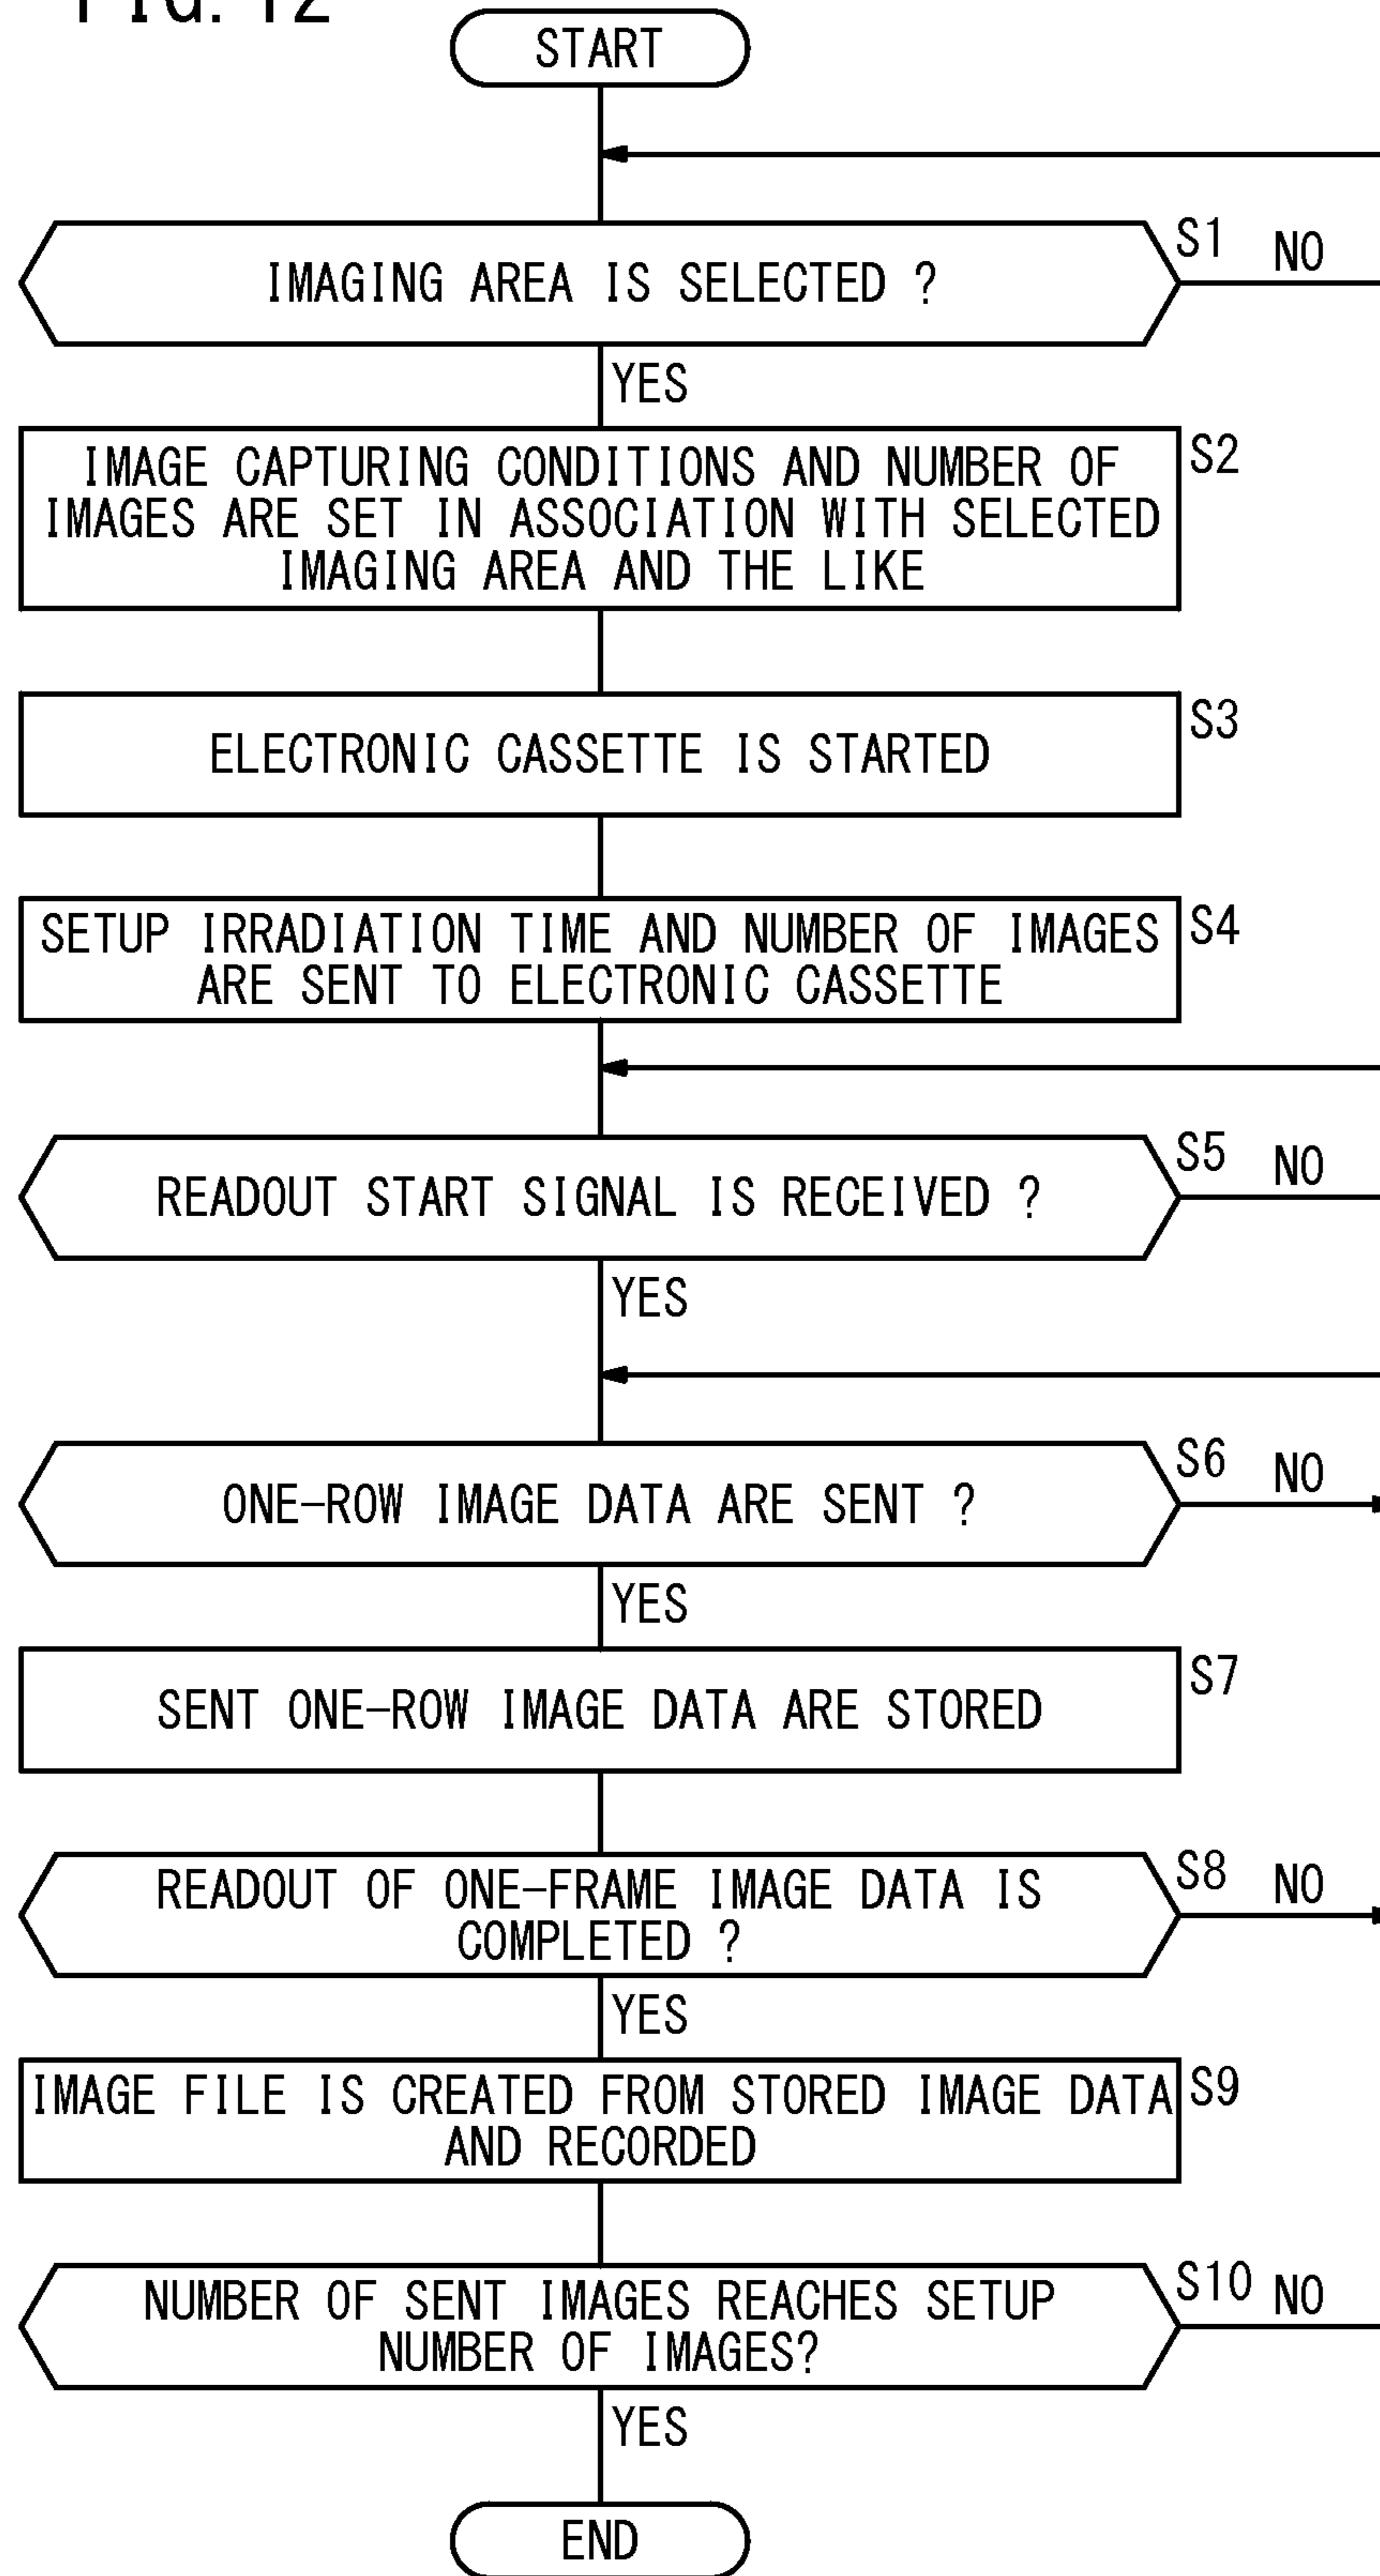 FIG. 12
START
IMAGING AREA IS SELECTED ?
S1
NO
YES
IMAGE CAPTURING CONDITIONS AND NUMBER OF
IMAGES ARE SET IN ASSOCIATION WITH SELECTED
IMAGING AREA AND THE LIKE
S2
ELECTRONIC CASSETTE IS STARTED
S3
SETUP IRRADIATION TIME AND NUMBER OF IMAGES
ARE SENT TO ELECTRONIC CASSETTE
S4
READOUT START SIGNAL IS RECEIVED ?
S5
NO
YES
ONE-ROW IMAGE DATA ARE SENT ?
S6
NO
YES
SENT ONE-ROW IMAGE DATA ARE STORED
S7
READOUT OF ONE-FRAME IMAGE DATA IS
COMPLETED ?
S8
NO
YES
IMAGE FILE IS CREATED FROM STORED IMAGE DATA
AND RECORDED
S9
NUMBER OF SENT IMAGES REACHES SETUP
NUMBER OF IMAGES?
S10
NO
YES
END